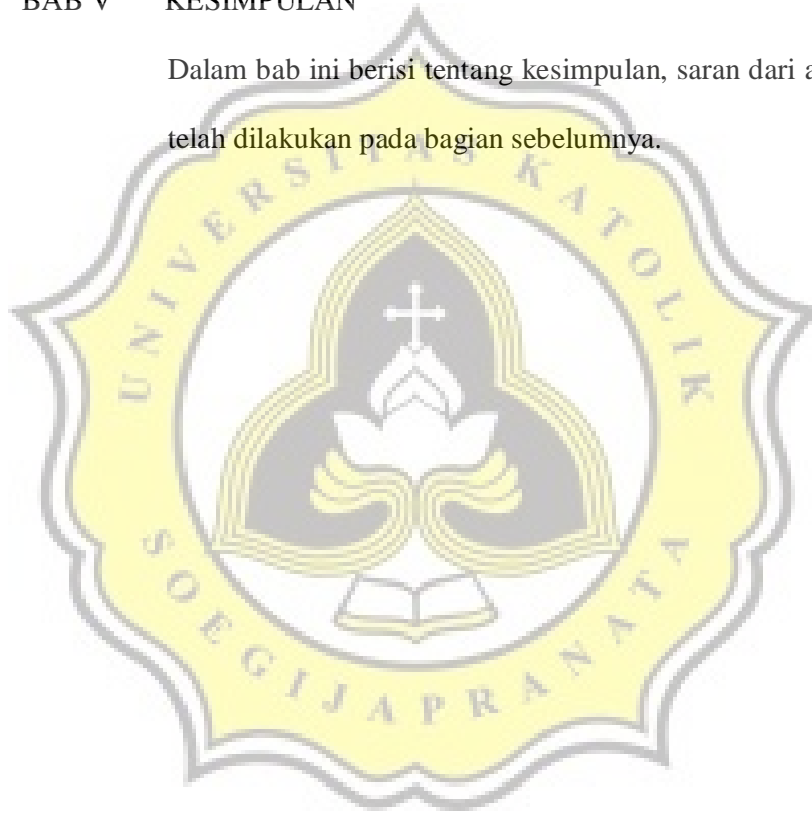 BAB V KESIMPULAN
Dalam bab ini berisi tentang kesimpulan, saran dari
telah dilakukan pada bagian sebelumnya.
UNIVERSITAS KATOLIK
SOEGIJAPRANATA